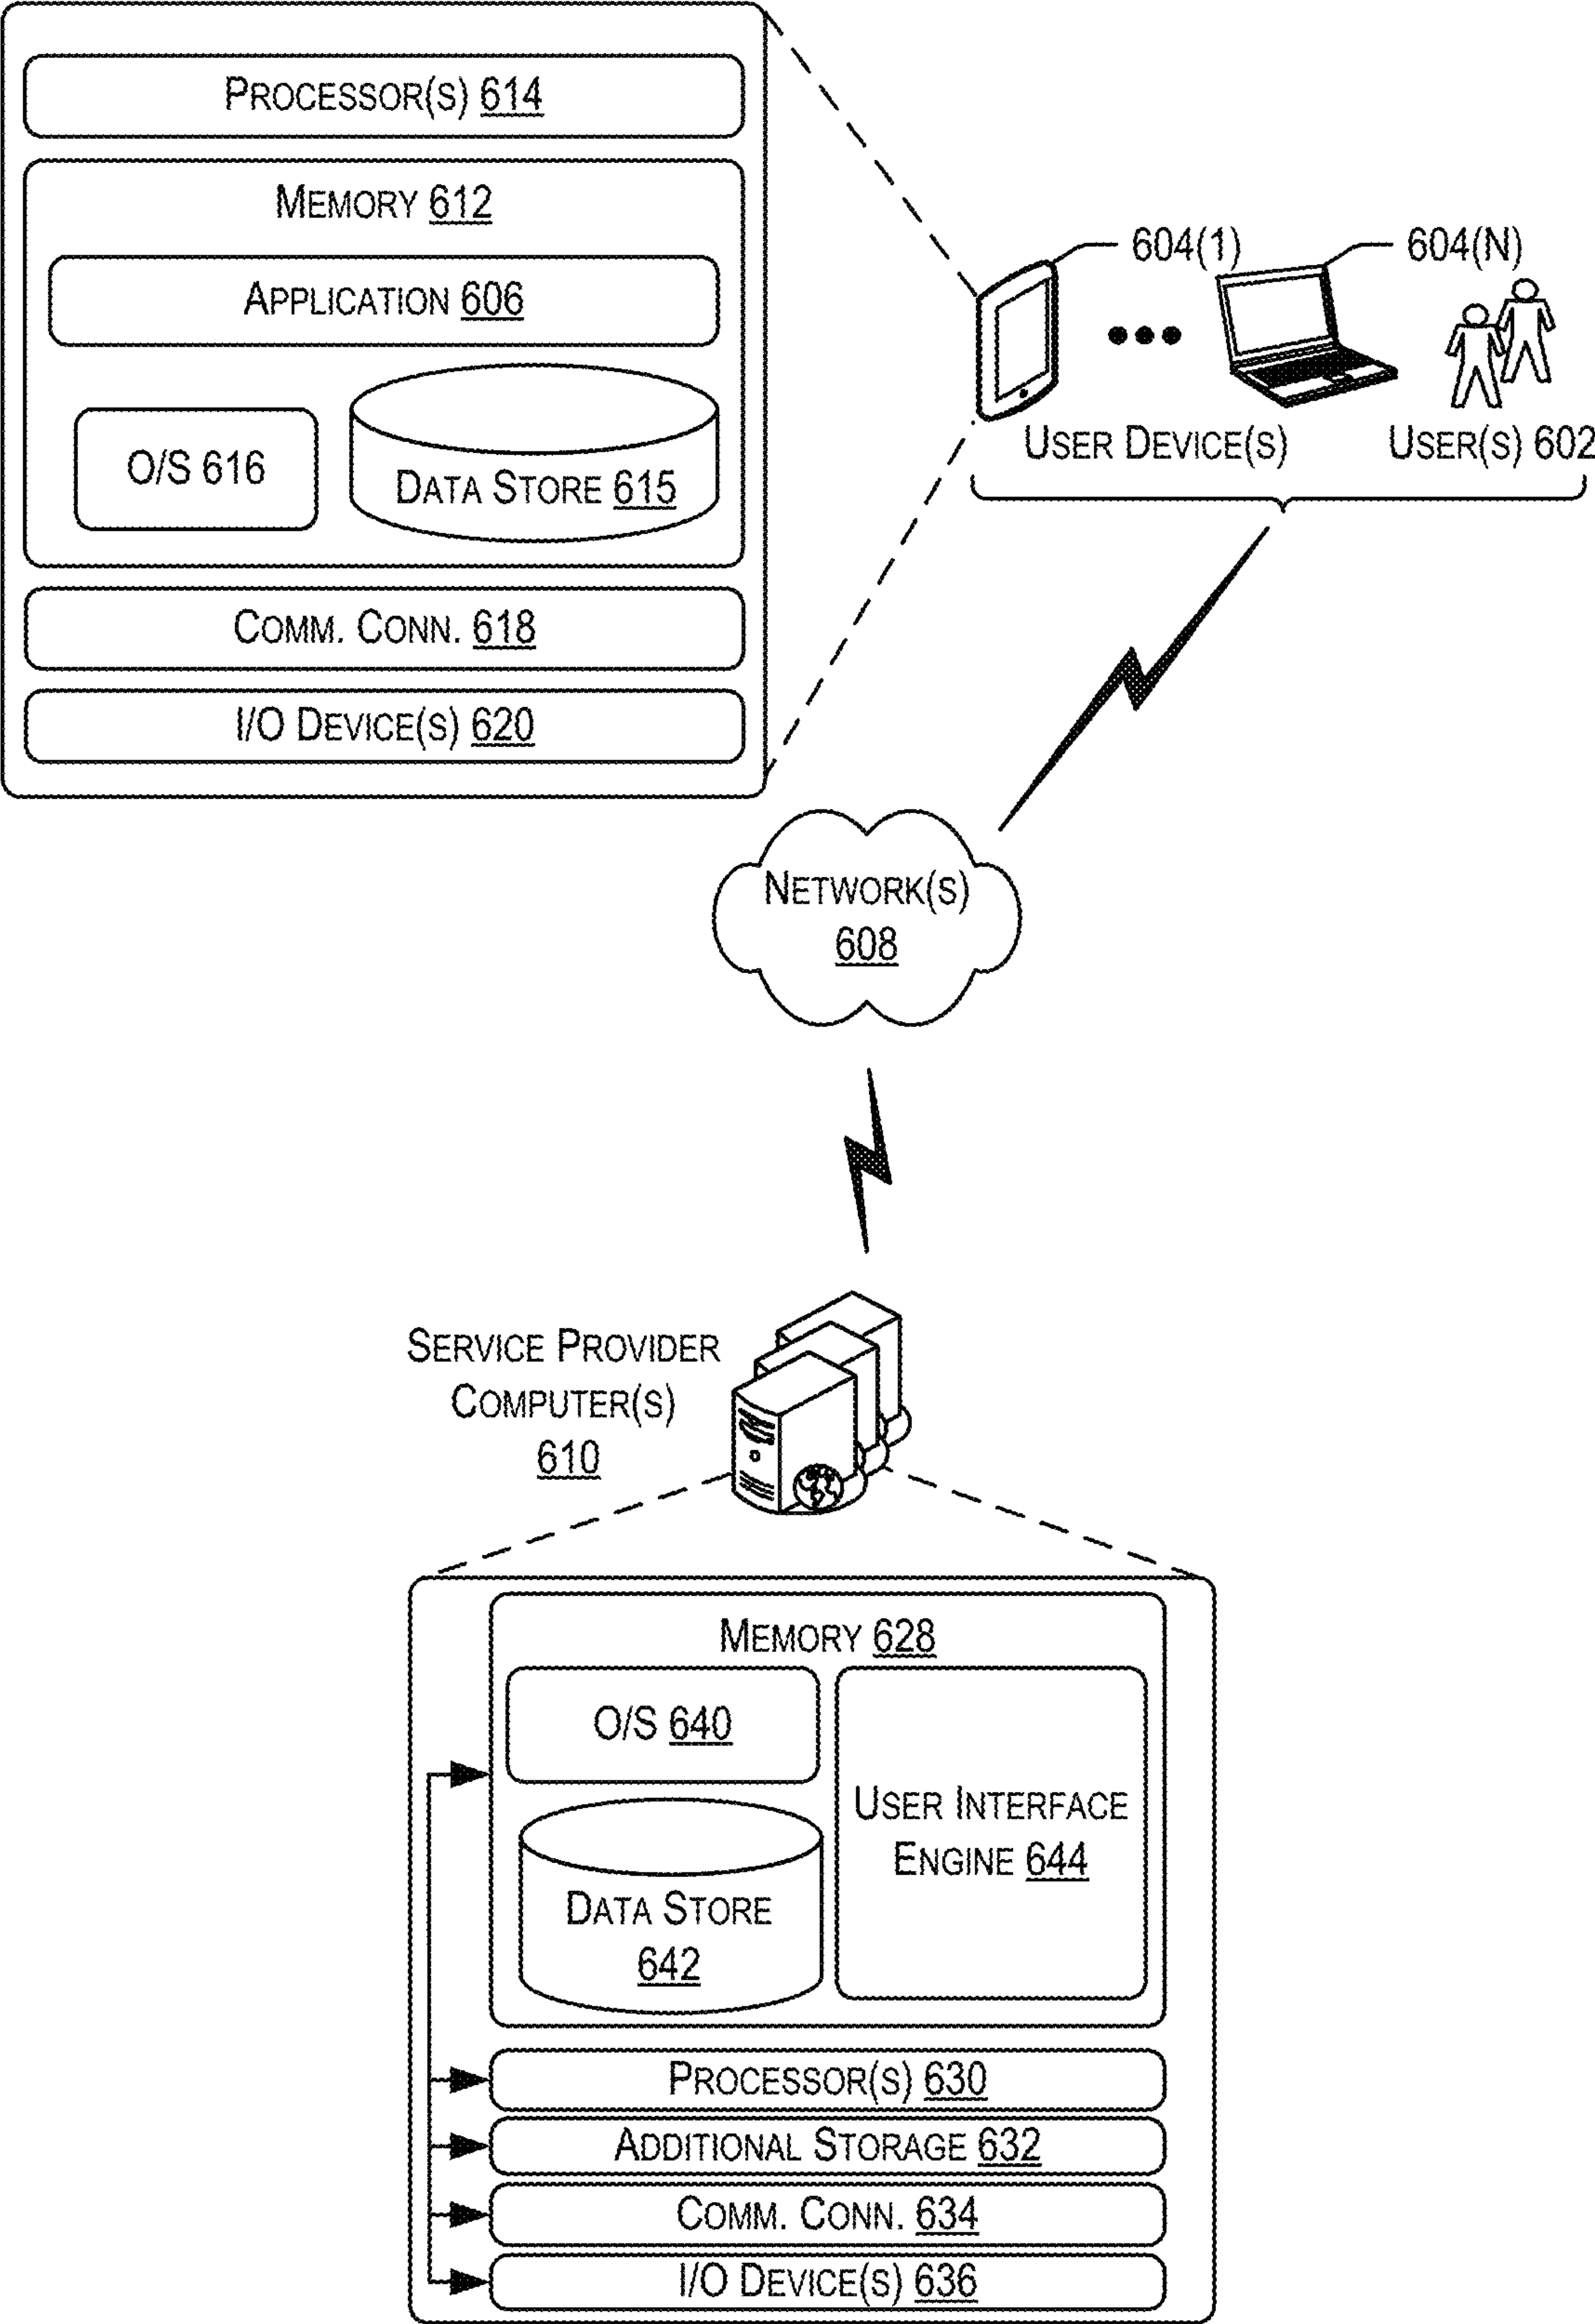 PROCESSOR(S) 614
MEMORY 612
APPLICATION 606
O/S 616
DATA STORE 615
COMM. CONN. 618
I/O DEVICE(S) 620
604(1)
604(N)
USER DEVICE(S)
USER(S) 602
NETWORK(S)
608
SERVICE PROVIDER
COMPUTER(S)
610
MEMORY 628
O/S 640
DATA STORE
642
USER INTERFACE
ENGINE 644
PROCESSOR(S) 630
ADDITIONAL STORAGE 632
COMM. CONN. 634
I/O DEVICE(S) 636